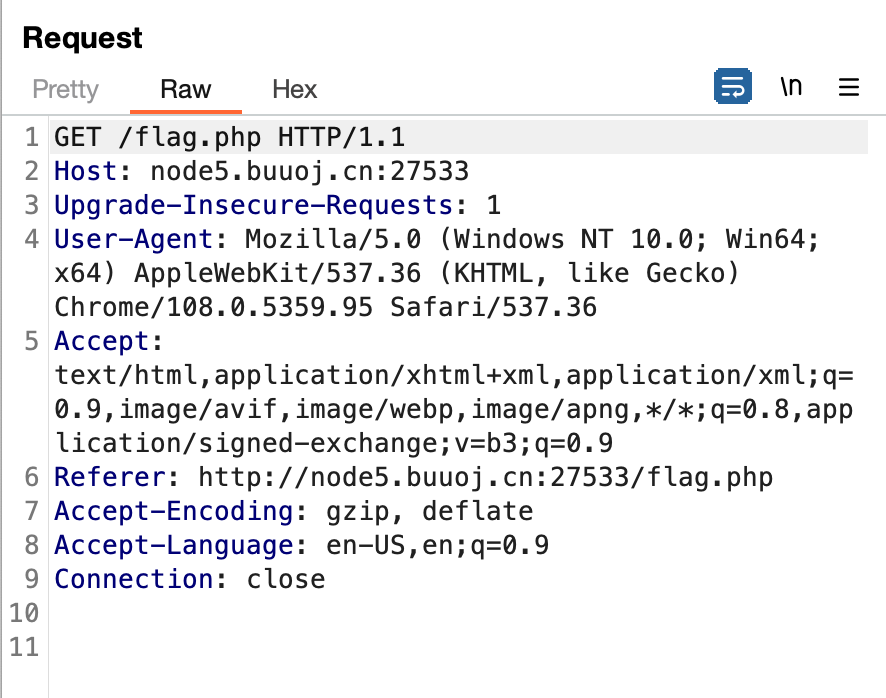 Request
Pretty Raw Hex \n
1 GET /flag.php HTTP/1.1
2 Host: node5.buuoj.cn:27533
3 Upgrade-Insecure-Requests: 1
4 User-Agent: Mozilla/5.0 (Windows NT 10.0; Win64;
x64) AppleWebKit/537.36 (KHTML, like Gecko)
Chrome/108.0.5359.95 Safari/537.36
5 Accept:
text/html,application/xhtml+xml,application/xml;q=
0.9,image/avif,image/webp,image/apng,*/*;q=0.8,app
lication/signed-exchange;v=b3;q=0.9
6 Referer: http://node5.buuoj.cn:27533/flag.php
7 Accept-Encoding: gzip, deflate
8 Accept-Language: en-US,en;q=0.9
9 Connection: close
10
11